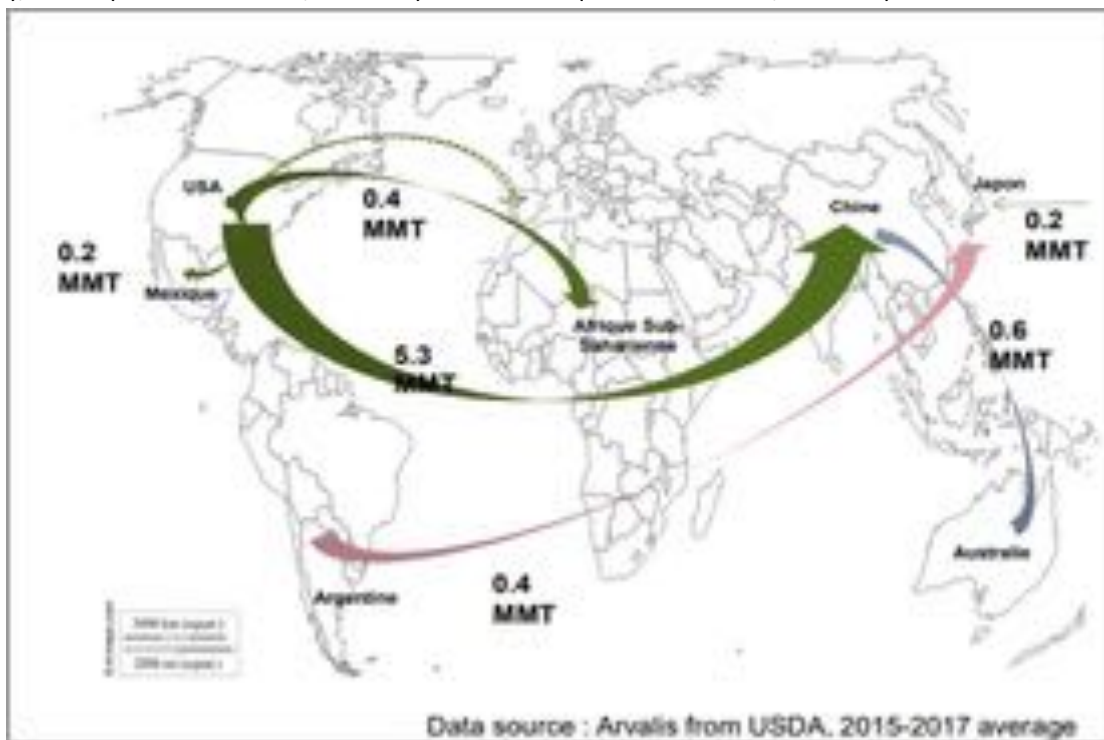 USA
0.4
MMT
Japon
Chine
0.2
MMT
0.2
MMT
Mexique
Afrique Sub-
Saharienne
0.6
MMT
5.3
MMT
Australie
Argentine
0.4
MMT
Data source : Arvalis from USDA, 2015-2017 average